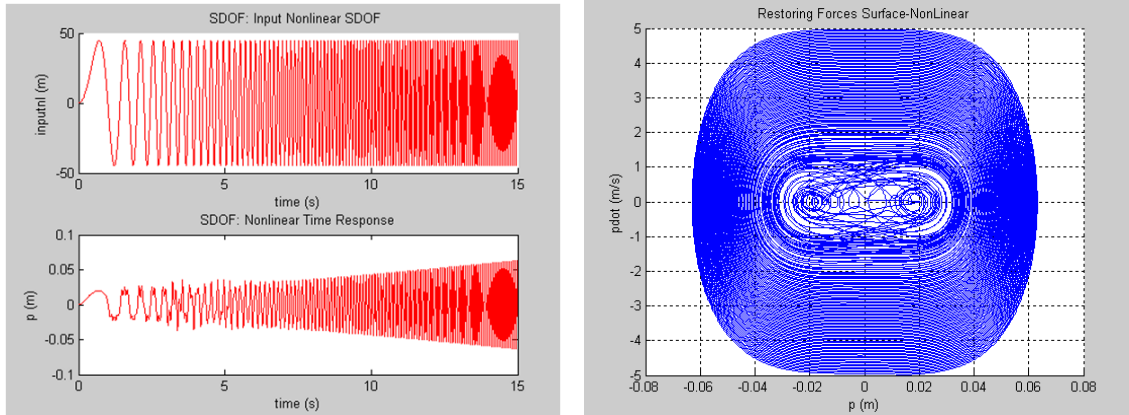 SDOF: Input Nonlinear SDOF
inputnl (m)
50
0
-50
0 5 10 15
time (s)
SDOF: Nonlinear Time Response
p (m)
0.1
0.05
0
-0.05
-0.1
0 5 10 15
time (s)
Restoring Forces Surface-NonLinear
pdot (m/s)
5
4
3
2
1
0
-1
-2
-3
-4
-5
-0.08 -0.06 -0.04 -0.02 0 0.02 0.04 0.06 0.08
p (m)